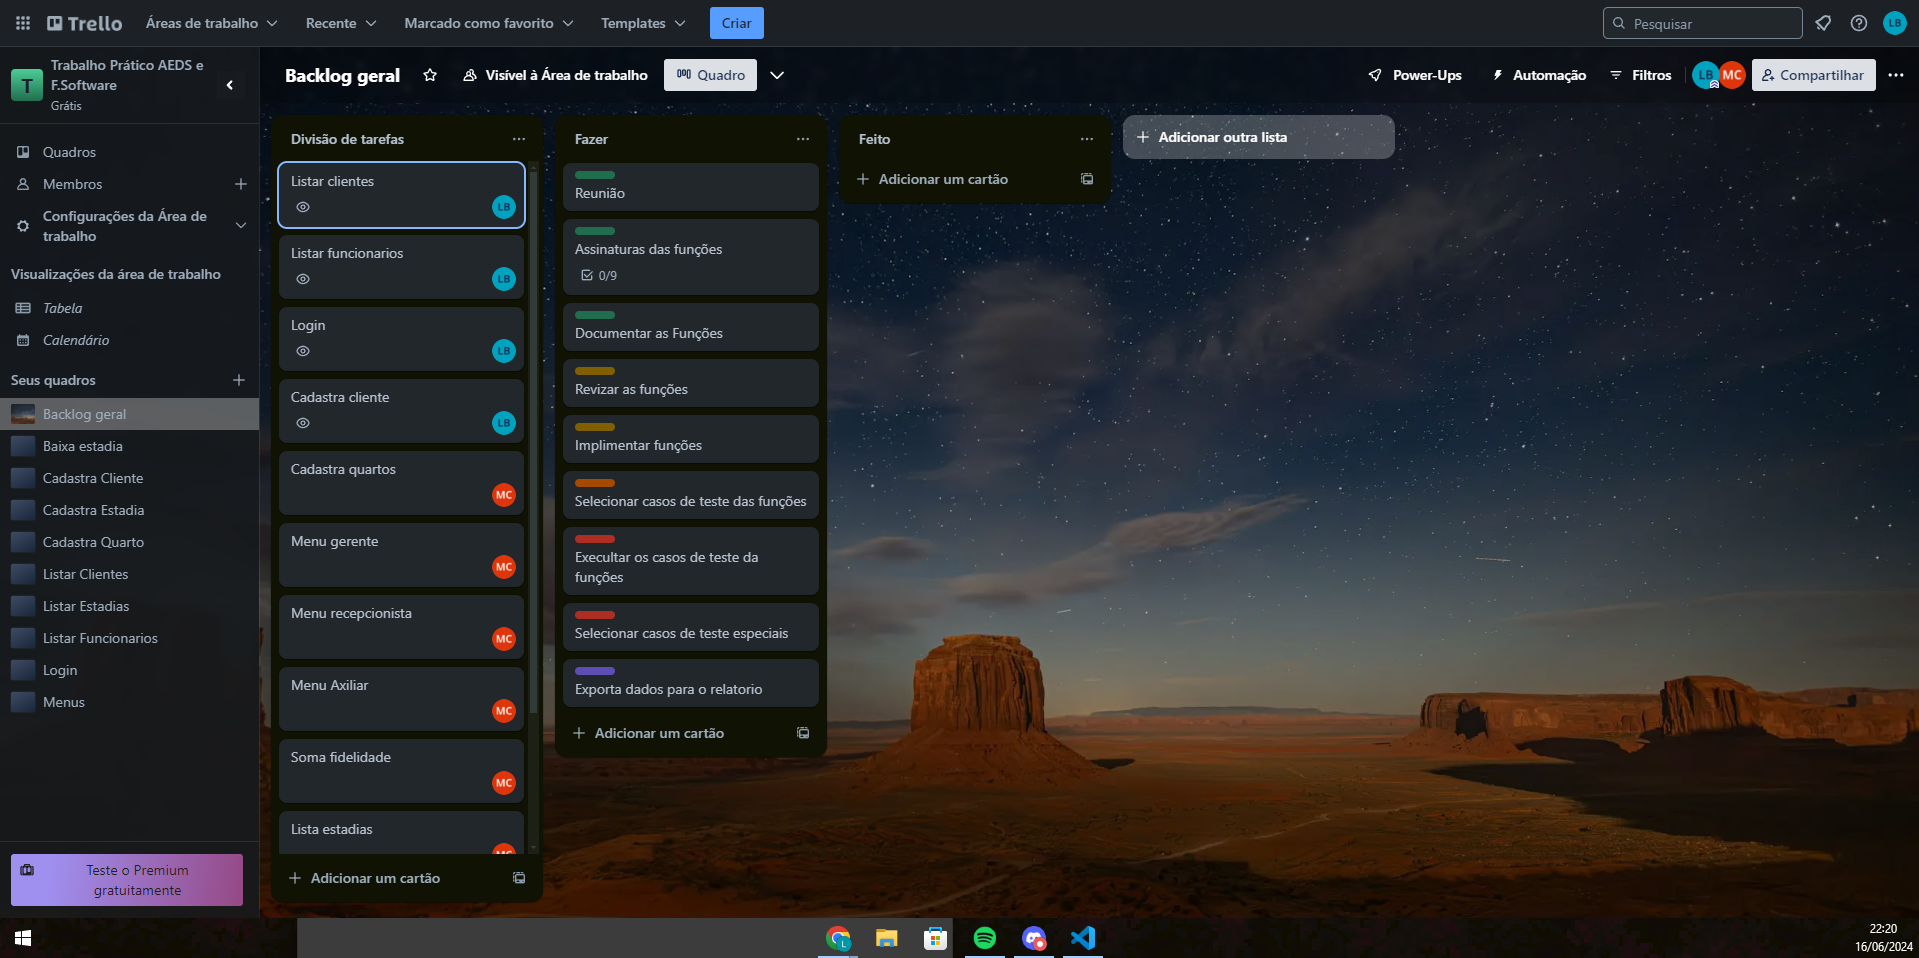 Trello
Áreas de trabalho
Recente
Marcado como favorito
Templates
Criar
Pesquisar
LB
T
Trabalho Prático AEDS e
F.Software
Grátis
Backlog geral
Visível à Área de trabalho
Quadro
Power-Ups
Automação
Filtros
LB
MC
Compartilhar
Quadros
Membros
Configurações da Área de
trabalho
Visualizações da área de trabalho
Tabela
Calendário
Seus quadros
Backlog geral
Baixa estadia
Cadastra Cliente
Cadastra Estadia
Cadastra Quarto
Listar Clientes
Listar Estadias
Listar Funcionarios
Login
Menus
Teste o Premium
gratuitamente
Divisão de tarefas
Listar clientes
LB
Listar funcionarios
LB
Login
LB
Cadastra cliente
LB
Cadastra quartos
MC
Menu gerente
MC
Menu recepcionista
MC
Menu Axiliar
MC
Soma fidelidade
MC
Lista estadias
MC
Adicionar um cartão
Fazer
Reunião
Assinaturas das funções
0/9
Documentar as Funções
Revizar as funções
Implimentar funções
Selecionar casos de teste das funções
Execultar os casos de teste da
funções
Selecionar casos de teste especiais
Exporta dados para o relatorio
Adicionar um cartão
Feito
Adicionar um cartão
Adicionar outra lista
L
22:20
16/06/2024